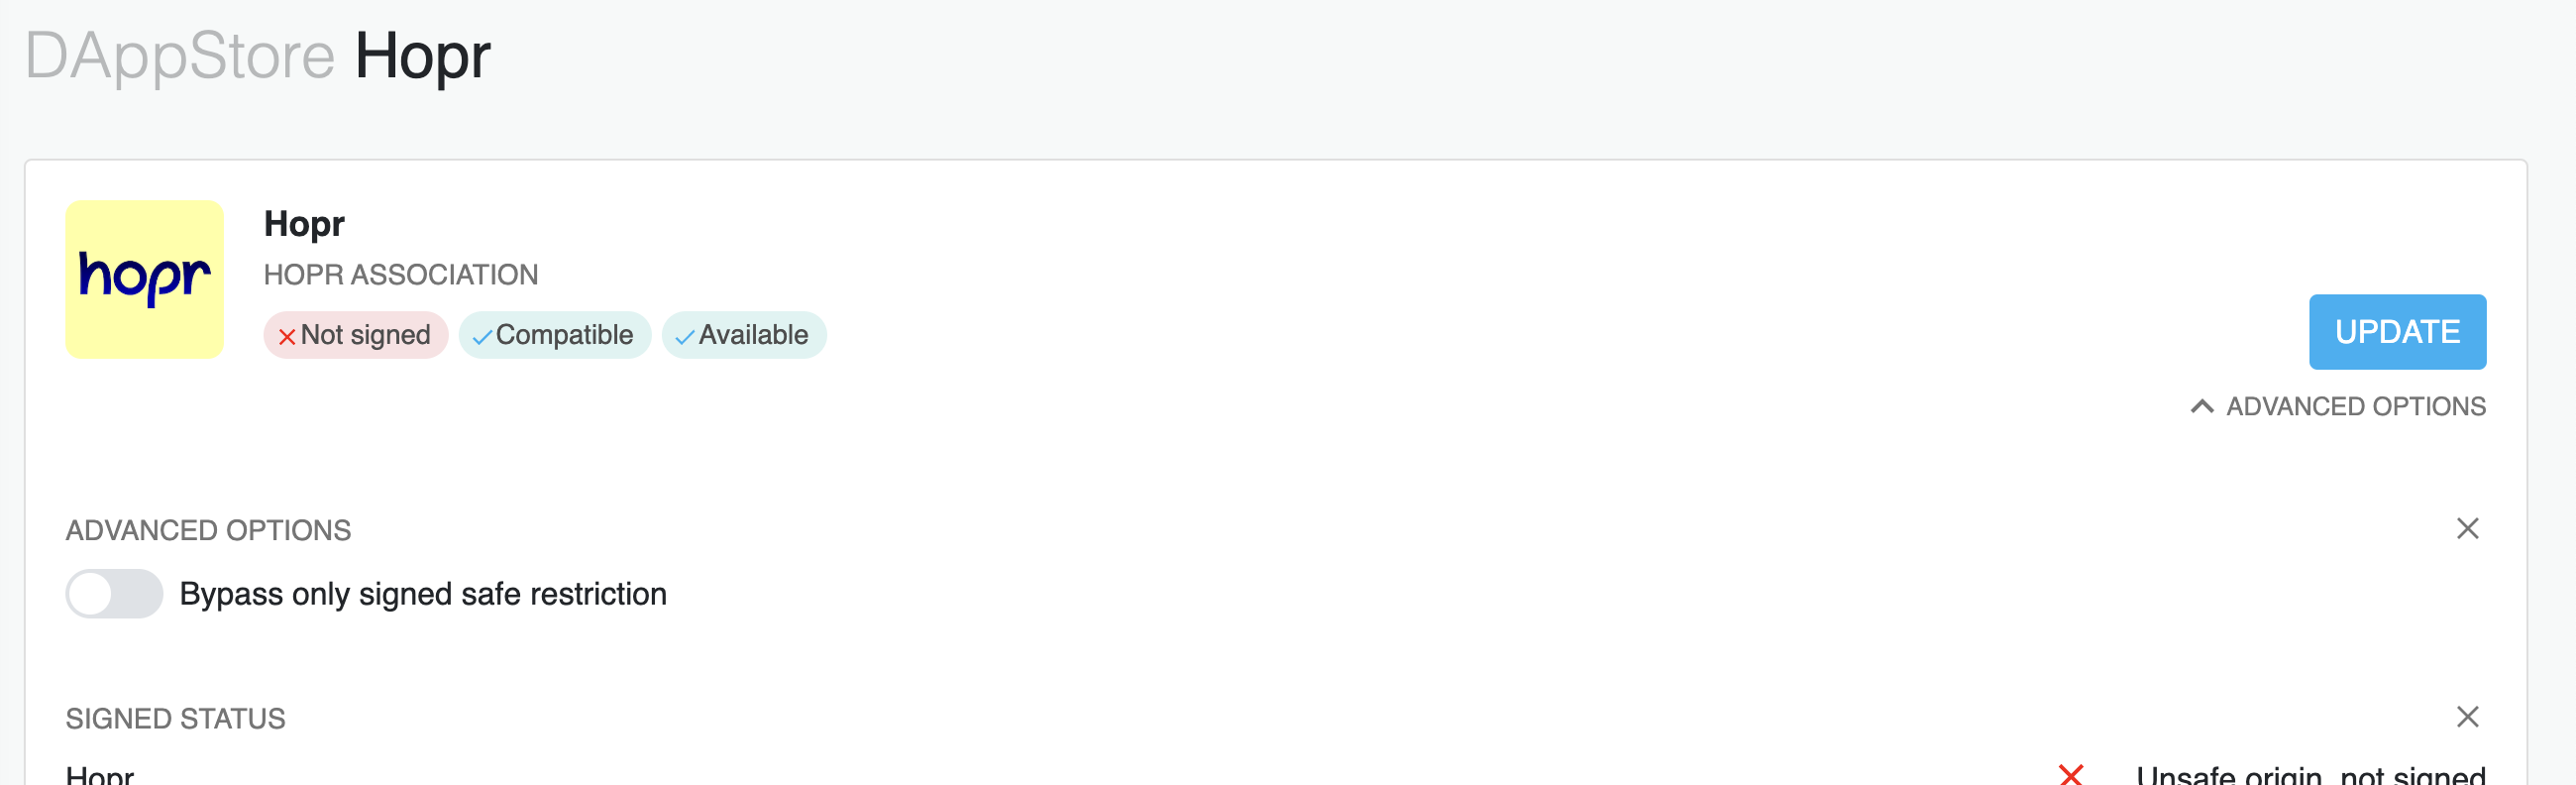 DAppStore Hopr
hopr
Hopr
HOPR ASSOCIATION
Not signed
Compatible
Available
UPDATE
ADVANCED OPTIONS
ADVANCED OPTIONS
Bypass only signed safe restriction
SIGNED STATUS
Hopr
Unsafe origin, not signed